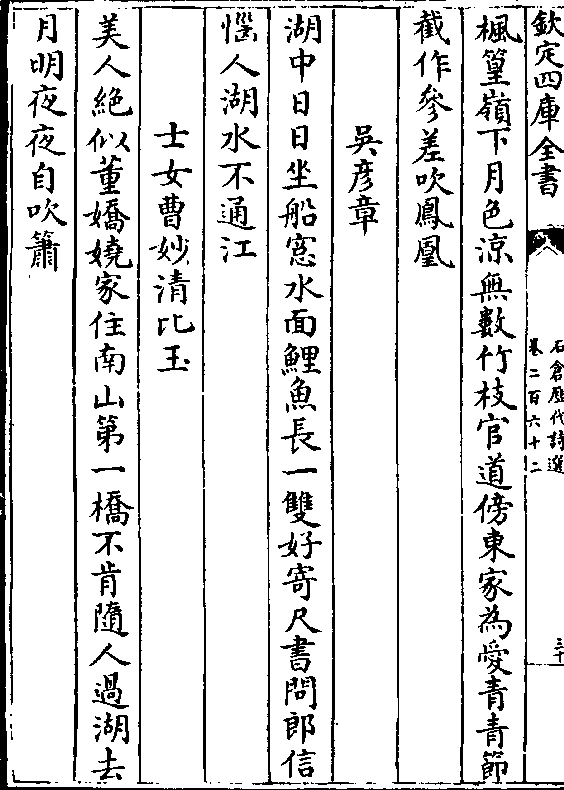 欽定四庫全書
石倉歷代詩選
卷二百六十二
三十
楓篁嶺下月色凉無數竹枝官道傍東家為愛青青節
截作參差吹鳳凰
吳彦章
湖中日日坐船窓水面鯉魚長一雙好寄尺書問郎信
惱人湖水不通江
士女曹妙清比玉
美人絶似董嬌嬈家住南山第一橋不肯隨人過湖去
月明夜夜自吹簫